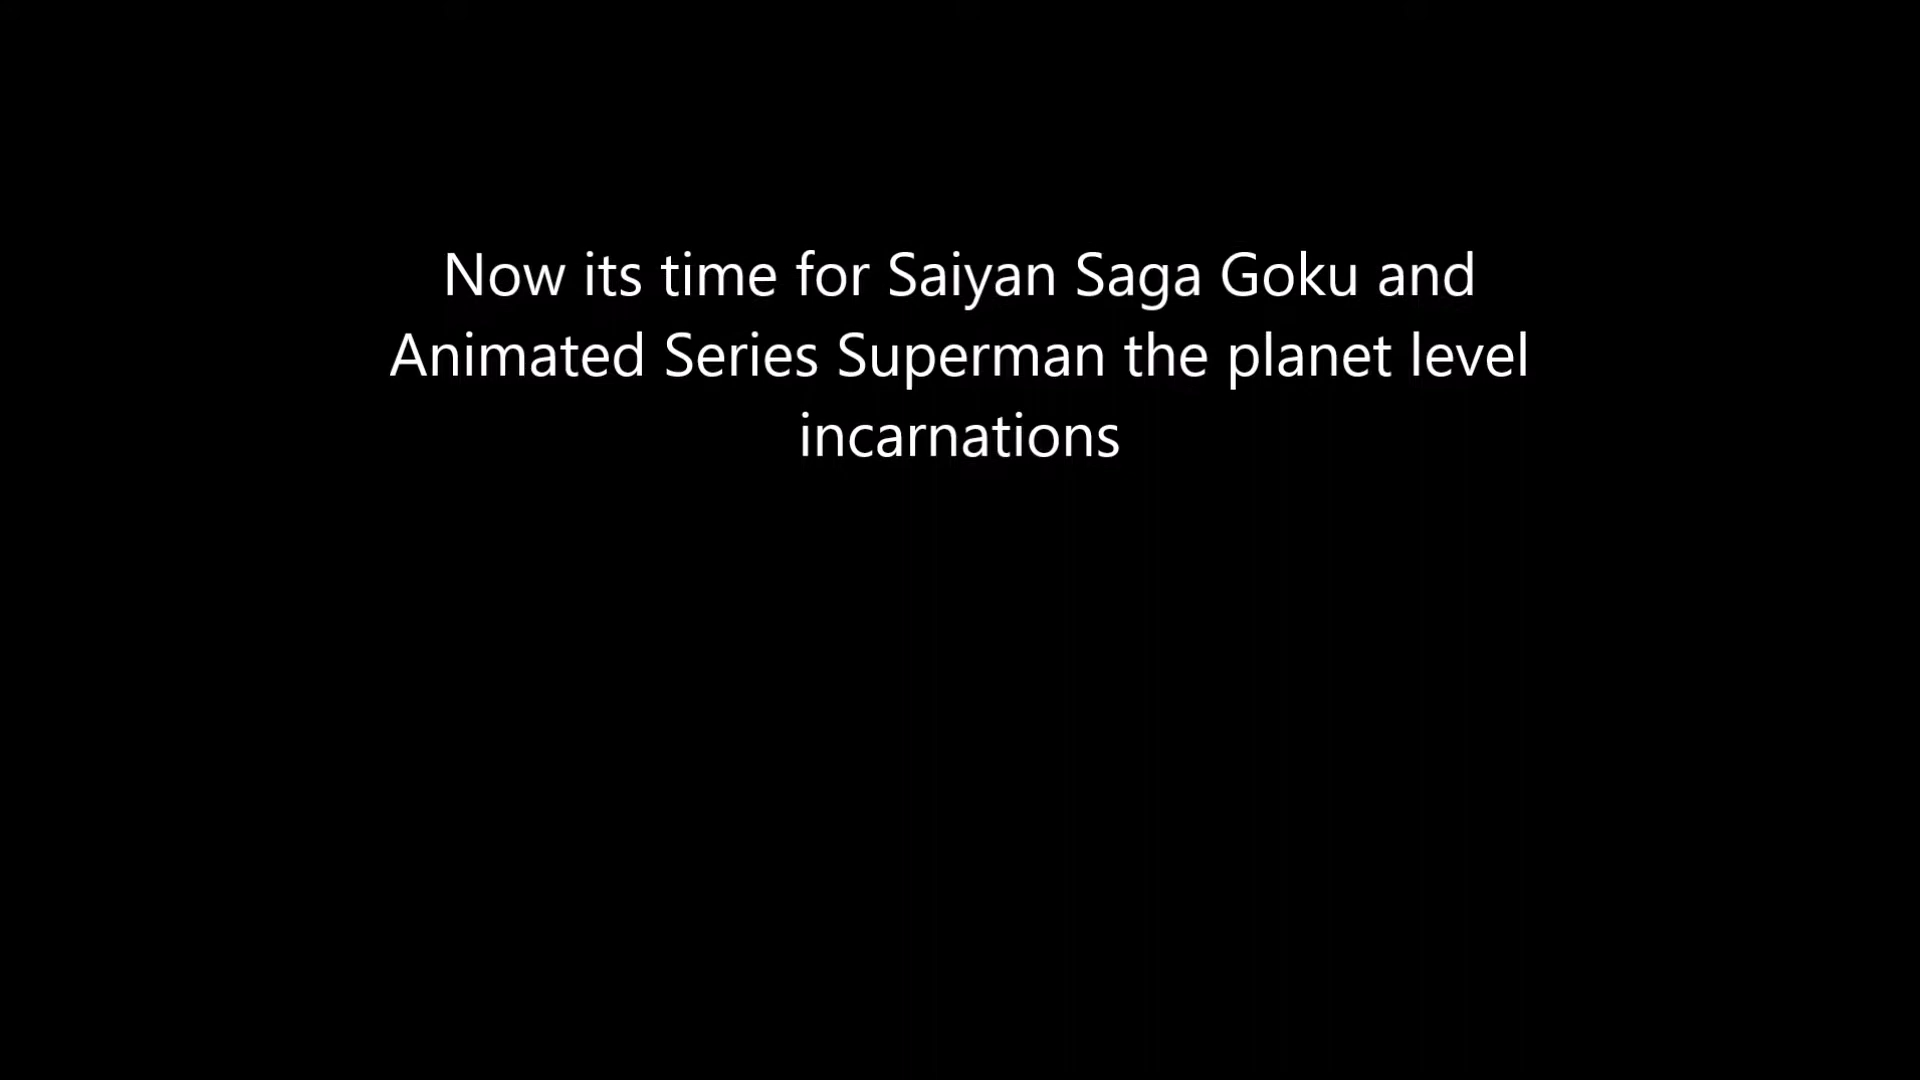 Now its time for Saiyan Saga Goku and
Animated Series Superman the planet level
incarnations